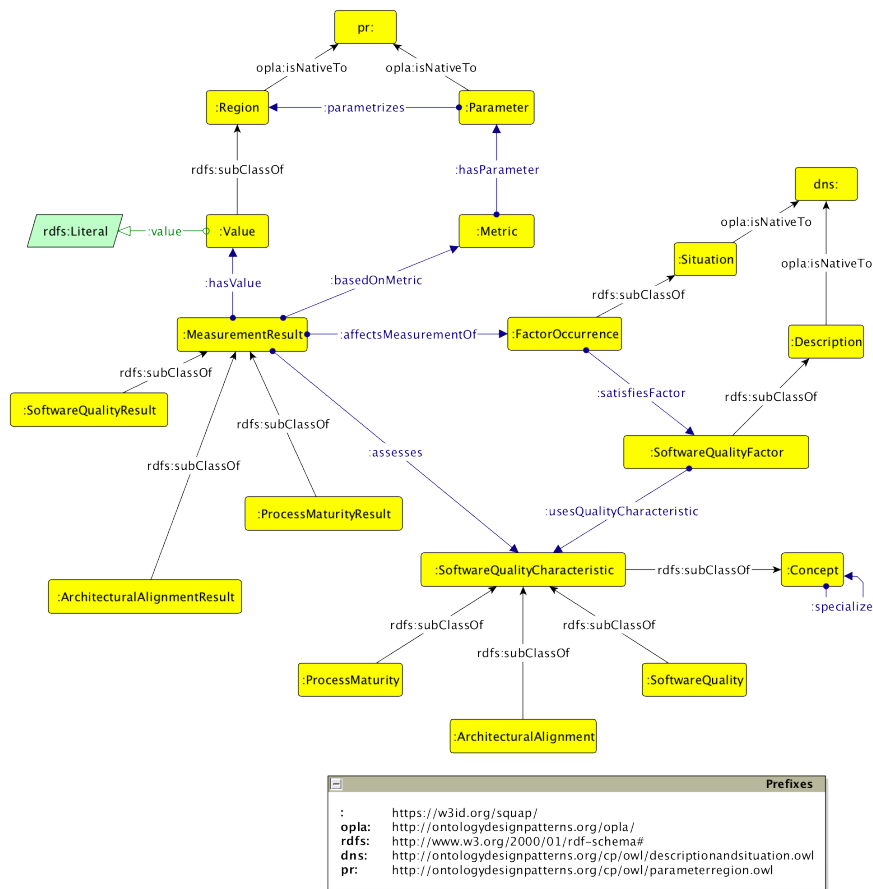 pr:
opla:isNativeTo
opla:isNativeTo
:Region
:parametrizes
:Parameter
rdfs:subClassOf
:hasParameter
dns:
opla:isNativeTo
rdfs:Literal
:value
:Value
:Metric
:Situation
opla:isNativeTo
:hasValue
:basedOnMetric
rdfs:subClassOf
:MeasurementResult
:affectsMeasurementOf
:FactorOccurrence
:Description
rdfs:subClassOf
:satisfiesFactor
rdfs:subClassOf
:SoftwareQualityResult
rdfs:subClassOf
:assesses
:SoftwareQualityFactor
rdfs:subClassOf
:ProcessMaturityResult
:usesQualityCharacteristic
:SoftwareQualityCharacteristic
rdfs:subClassOf
:Concept
:ArchitecturalAlignmentResult
:specialize
rdfs:subClassOf
rdfs:subClassOf
rdfs:subClassOf
:ProcessMaturity
:SoftwareQuality
:ArchitecturalAlignment
Prefixes
: https://w3id.org/squap/
opla: http://ontologydesignpatterns.org/opla/
rdfs: http://www.w3.org/2000/01/rdf-schema#
dns: http://ontologydesignpatterns.org/cp/owl/descriptionandsituation.owl
pr: http://ontologydesignpatterns.org/cp/owl/parameterregion.owl